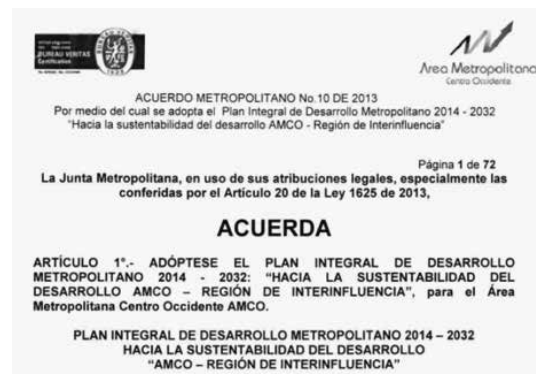 BUREAU VERITAS
Certification
Área Metropolitana
Centro Occidente
ACUERDO METROPOLITANO No.10 DE 2013
Por medio del cual se adopta el Plan Integral de Desarrollo Metropolitano 2014 - 2032
"Hacia la sustentabilidad del desarrollo AMCO - Región de Interinfluencia"
Página 1 de 72
La Junta Metropolitana, en uso de sus atribuciones legales, especialmente las
conferidas por el Artículo 20 de la Ley 1625 de 2013,
ACUERDA
ARTÍCULO 1°.- ADÓPTESE EL PLAN INTEGRAL DE DESARROLLO
METROPOLITANO 2014 - 2032: "HACIA LA SUSTENTABILIDAD DEL
DESARROLLO AMCO – REGIÓN DE INTERINFLUENCIA", para el Área
Metropolitana Centro Occidente AMCO.
PLAN INTEGRAL DE DESARROLLO METROPOLITANO 2014 – 2032
HACIA LA SUSTENTABILIDAD DEL DESARROLLO
"AMCO – REGIÓN DE INTERINFLUENCIA"